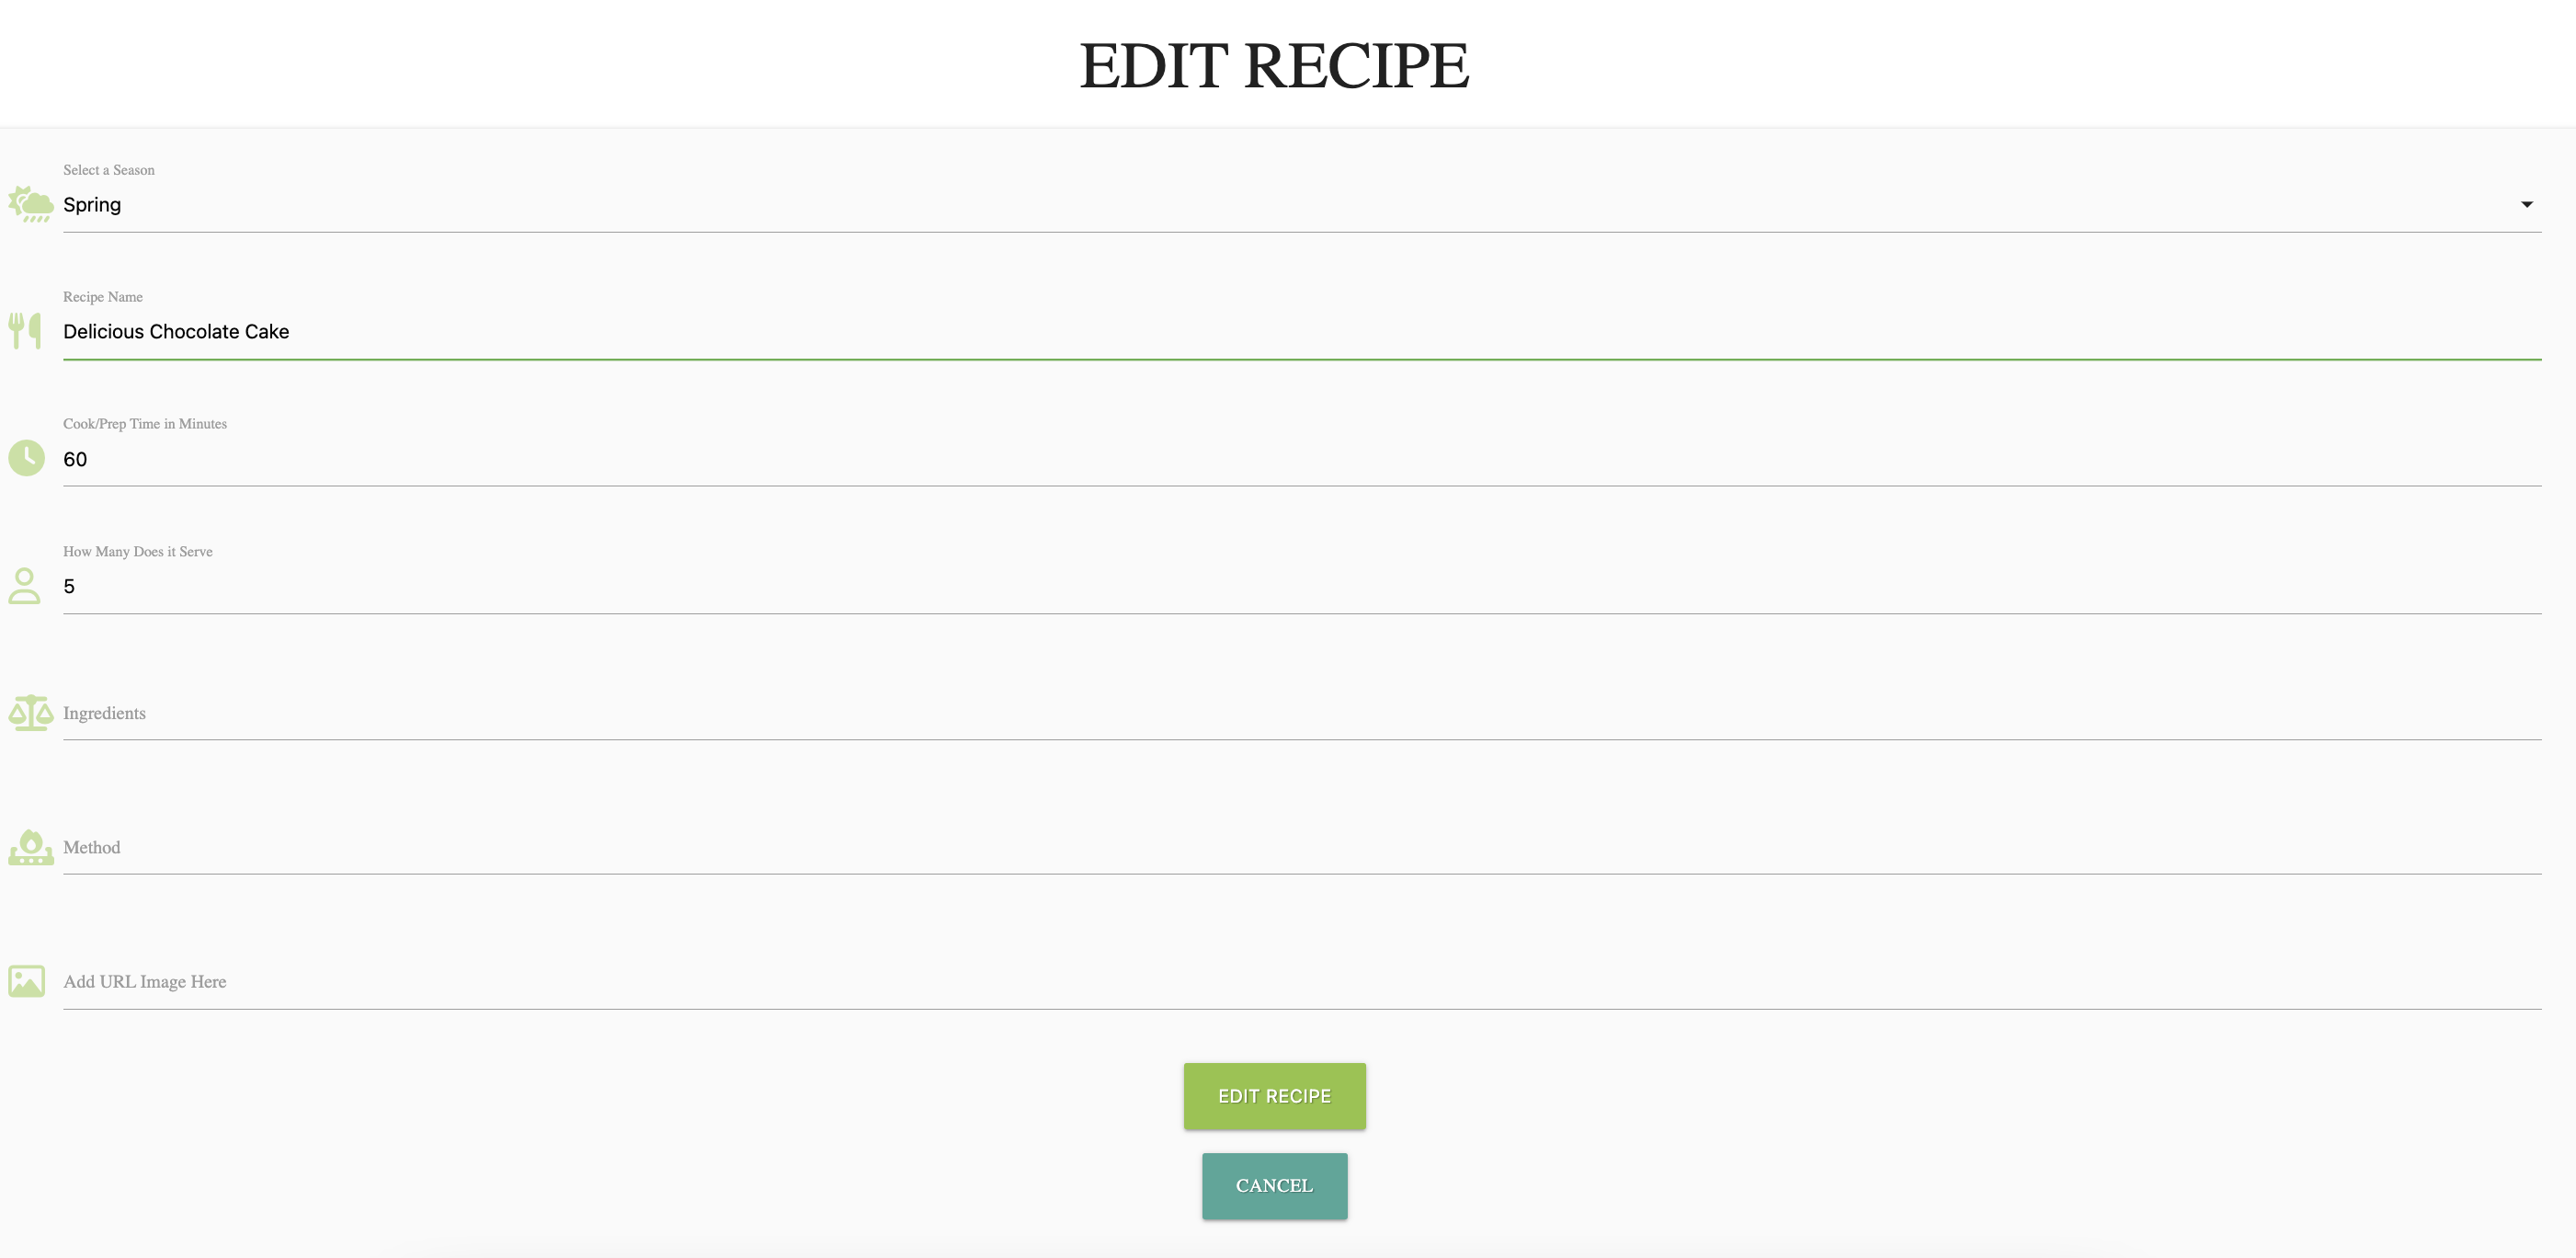 EDIT RECIPE
Select a Season
Spring
Recipe Name
Delicious Chocolate Cake
Cook/Prep Time in Minutes
60
How Many Does it Serve
5
Ingredients
Method
Add URL Image Here
EDIT RECIPE
CANCEL